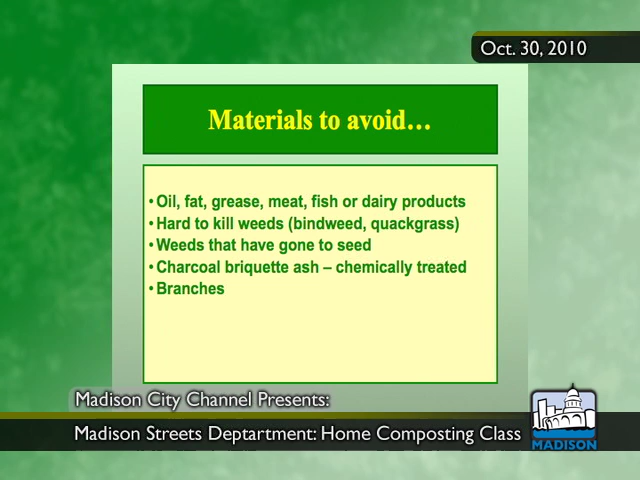 Oct. 30, 2010
Materials to avoid...
• Oil, fat, grease, meat, fish or dairy products
• Hard to kill weeds (bindweed, quackgrass)
• Weeds that have gone to seed
• Charcoal briquette ash – chemically treated
• Branches
Madison City Channel Presents:
Madison Streets Deptartment: Home Composting Class
MADISON